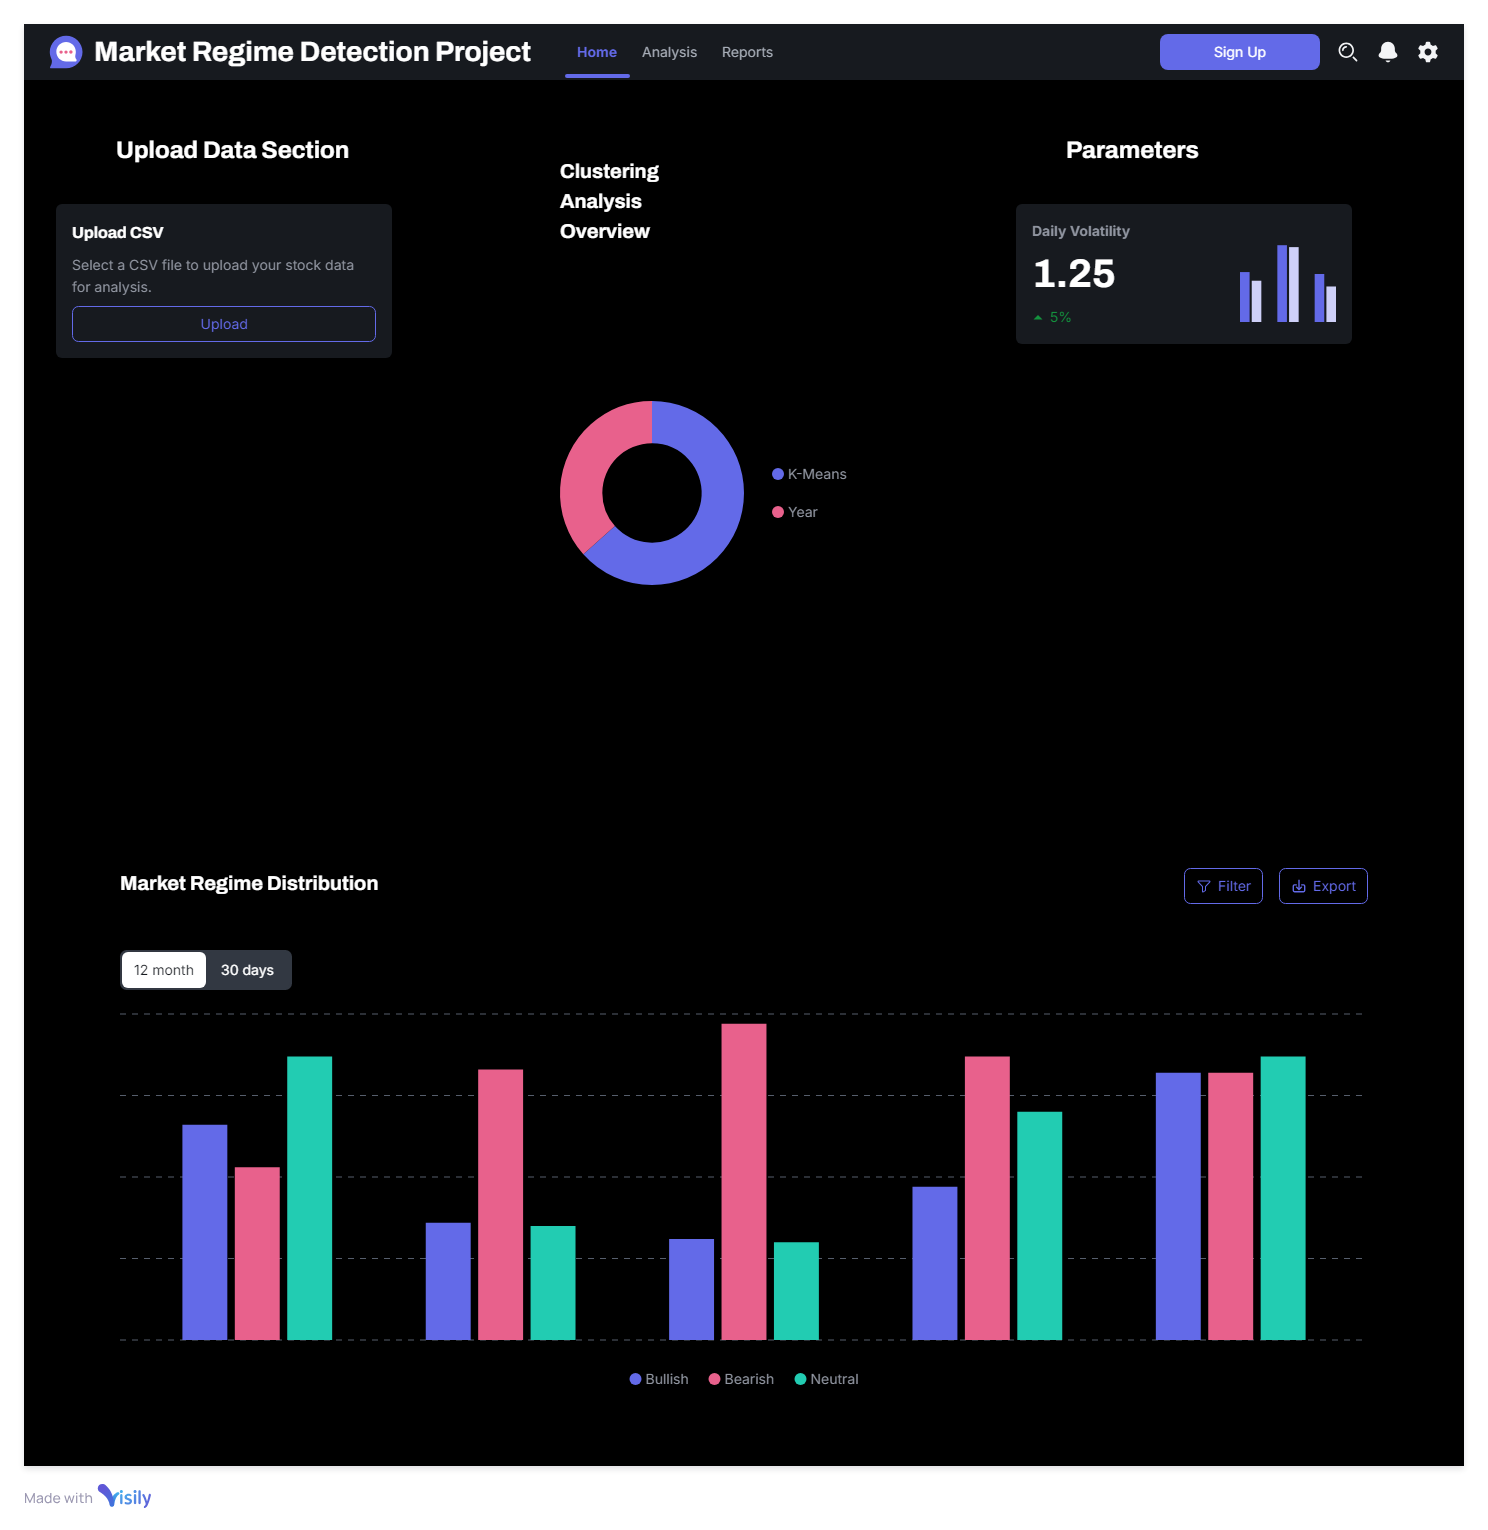 Market Regime Detection Project
Home
Analysis
Reports
Sign Up
Upload Data Section
Upload CSV
Select a CSV file to upload your stock data
for analysis.
Upload
Clustering
Analysis
Overview
K-Means
Year
Parameters
Daily Volatility
1.25
5%
Market Regime Distribution
Filter
Export
12 month
30 days
Bullish
Bearish
Neutral
Made with Visily